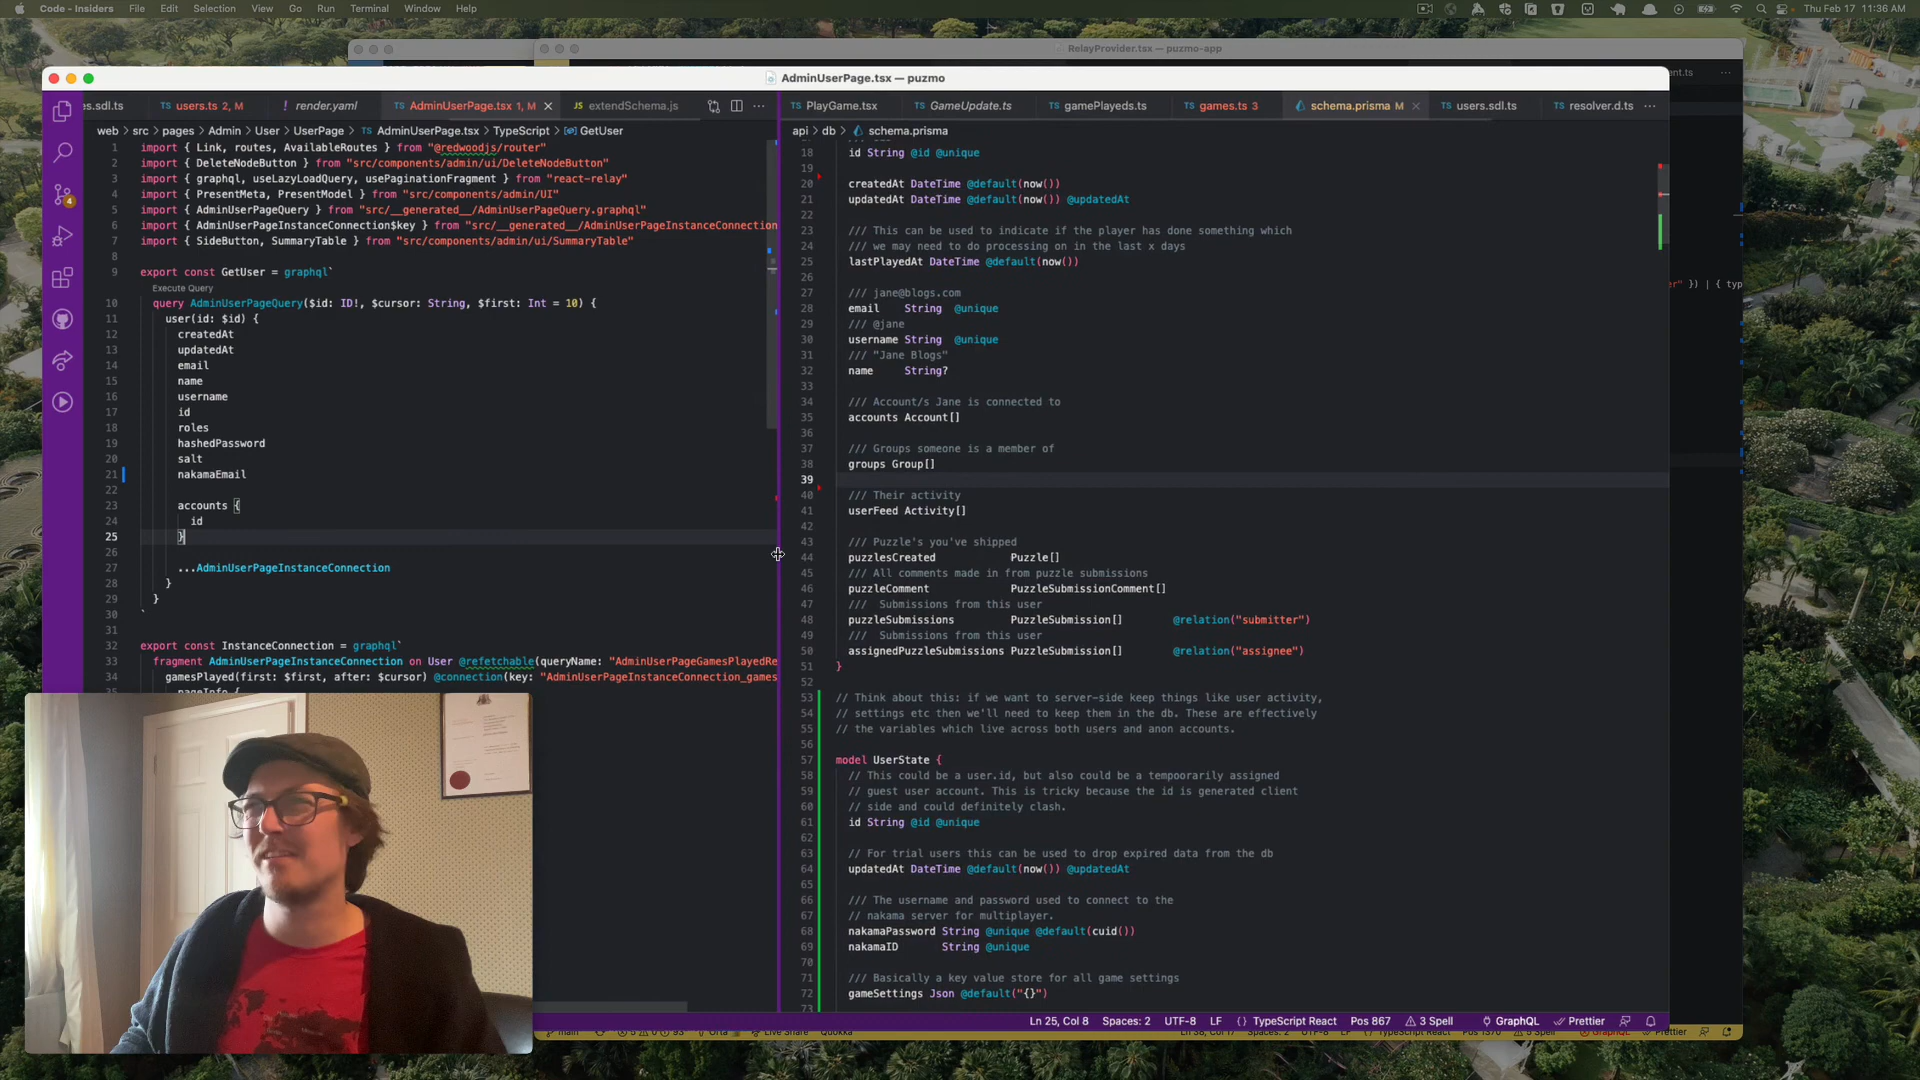 Code - Insiders File Edit Selection View Go Run Terminal Window Help
Thu Feb 17 11:36 AM
RelayProvider.tsx — puzmo-app
AdminUserPage.tsx — puzmo
es.sdl.ts users.ts 2, M render.yaml AdminUserPage.tsx 1, M extendSchema.js
PlayGame.tsx GameUpdate.ts gamePlayeds.ts games.ts 3 schema.prisma M users.sdl.ts resolver.d.ts
web > src > pages > Admin > User > UserPage > AdminUserPage.tsx > TypeScript > GetUser
1 import { Link, routes, AvailableRoutes } from "@redwoodjs/router"
2 import { DeleteNodeButton } from "src/components/admin/ui/DeleteNodeButton"
3 import { graphql, useLazyLoadQuery, usePaginationFragment } from "react-relay"
4 import { PresentMeta, PresentModel } from "src/components/admin/UI"
5 import { AdminUserPageQuery } from "src/__generated__/AdminUserPageQuery.graphql"
6 import { AdminUserPageInstanceConnection$key } from "src/__generated__/AdminUserPageInstanceConnection
7 import { SideButton, SummaryTable } from "src/components/admin/ui/SummaryTable"
8
9 export const GetUser = graphql`
Execute Query
10 query AdminUserPageQuery($id: ID!, $cursor: String, $first: Int = 10) {
11 user(id: $id) {
12 createdAt
13 updatedAt
14 email
15 name
16 username
17 id
18 roles
19 hashedPassword
20 salt
21 nakamaEmail
22
23 accounts {
24 id
25 }
26
27 ...AdminUserPageInstanceConnection
28 }
29 }
30 `
31
32 export const InstanceConnection = graphql`
33 fragment AdminUserPageInstanceConnection on User @refetchable(queryName: "AdminUserPageGamesPlayedRe
34 gamesPlayed(first: $first, after: $cursor) @connection(key: "AdminUserPageInstanceConnection_games
35 pageInfo {
api > db > schema.prisma
18 id String @id @unique
19
20 createdAt DateTime @default(now())
21 updatedAt DateTime @default(now()) @updatedAt
22
23 /// This can be used to indicate if the player has done something which
24 /// we may need to do processing on in the last x days
25 lastPlayedAt DateTime @default(now())
26
27 /// jane@blogs.com
28 email String @unique
29 /// @jane
30 username String @unique
31 /// "Jane Blogs"
32 name String?
33
34 /// Account/s Jane is connected to
35 accounts Account[]
36
37 /// Groups someone is a member of
38 groups Group[]
39
40 /// Their activity
41 userFeed Activity[]
42
43 /// Puzzle's you've shipped
44 puzzlesCreated Puzzle[]
45 /// All comments made in from puzzle submissions
46 puzzleComment PuzzleSubmissionComment[]
47 /// Submissions from this user
48 puzzleSubmissions PuzzleSubmission[] @relation("submitter")
49 /// Submissions from this user
50 assignedPuzzleSubmissions PuzzleSubmission[] @relation("assignee")
51 }
52
53 // Think about this: if we want to server-side keep things like user activity,
54 // settings etc then we'll need to keep them in the db. These are effectively
55 // the variables which live across both users and anon accounts.
56
57 model UserState {
58 // This could be a user.id, but also could be a tempoorarily assigned
59 // guest user account. This is tricky because the id is generated client
60 // side and could definitely clash.
61 id String @id @unique
62
63 // For trial users this can be used to drop expired data from the db
64 updatedAt DateTime @default(now()) @updatedAt
65
66 /// The username and password used to connect to the
67 // nakama server for multiplayer.
68 nakamaPassword String @unique @default(cuid())
69 nakamaID String @unique
70
71 /// Basically a key value store for all game settings
72 gameSettings Json @default("{}")
73
ent.ts
er" }) | { typ
Ln 25, Col 8 Spaces: 2 UTF-8 LF {} TypeScript React Pos 867 3 Spell GraphQL Prettier